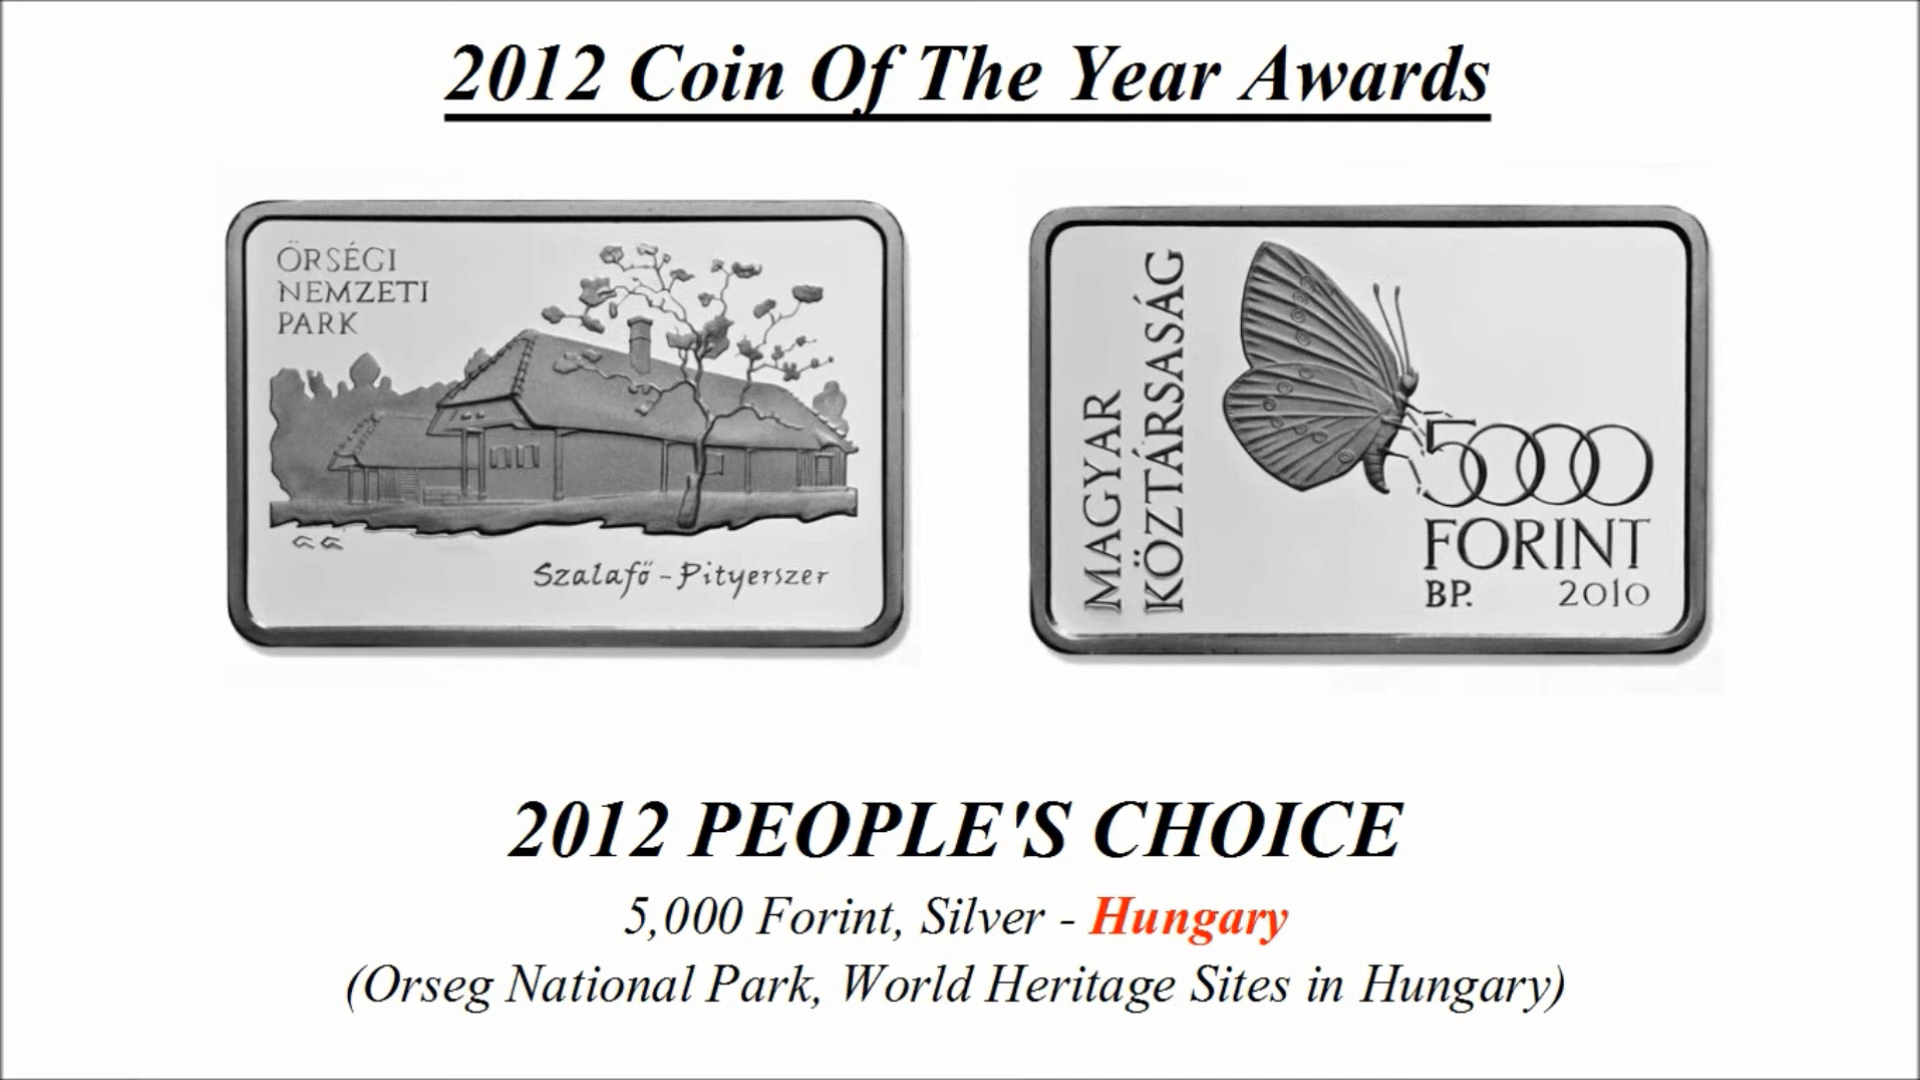 2012 Coin Of The Year Awards
ŐRSÉGI
NEMZETI
PARK
Szalafő - Pityerszer
MAGYAR
KÖZTÁRSASÁG
5000
FORINT
BP. 2010
2012 PEOPLE'S CHOICE
5,000 Forint, Silver - Hungary
(Orseg National Park, World Heritage Sites in Hungary)